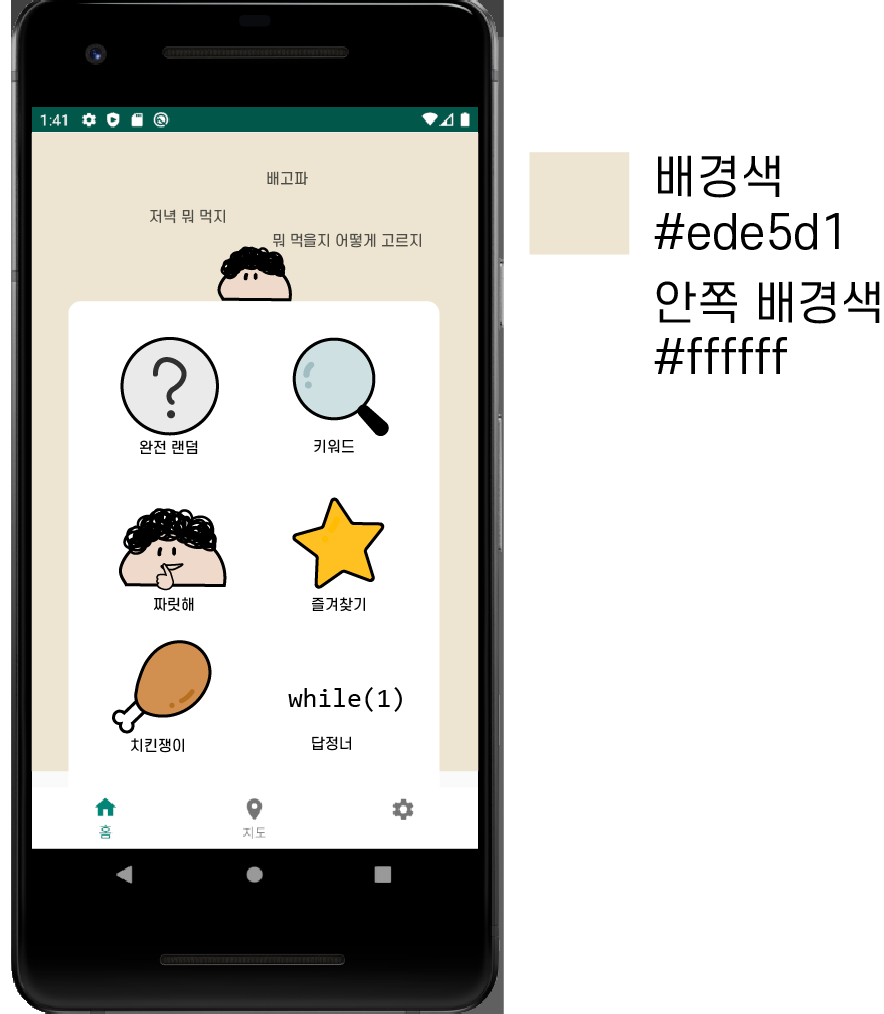 1:41
배고파
저녁 뭐 먹지
뭐 먹을지 어떻게 고르지
완전 랜덤
키워드
짜릿해
즐겨찾기
while(1)
치킨쟁이
답정너
홈
지도
배경색
#ede5d1
안쪽 배경색
#ffffff